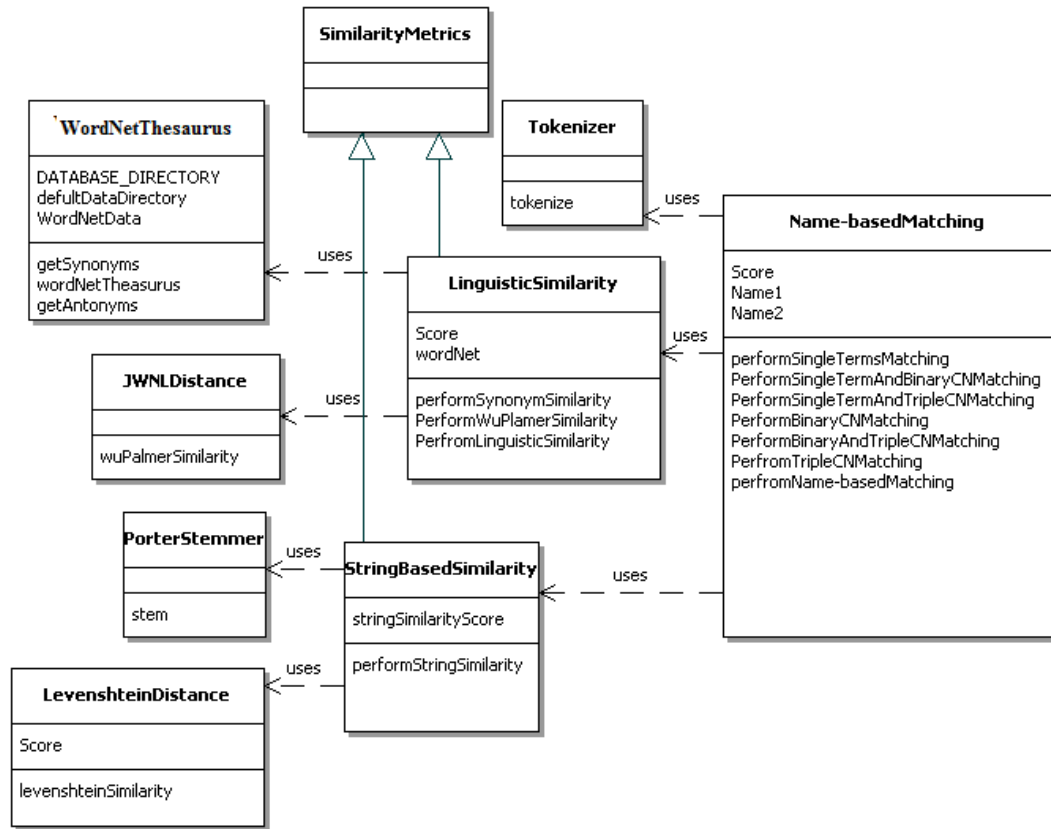 SimilarityMetrics
WordNetThesaurus
DATABASE_DIRECTORY
defultDataDirectory
WordNetData
getSynonyms
wordNetTheasurus
getAntonyms
Tokenizer
tokenize
uses
Name-basedMatching
Score
Name1
Name2
performSingleTermsMatching
PerformSingleTermAndBinaryCNMatching
PerformSingleTermAndTripleCNMatching
PerformBinaryCNMatching
PerformBinaryAndTripleCNMatching
PerfromTripleCNMatching
perfromName-basedMatching
uses
LinguisticSimilarity
Score
wordNet
performSynonymSimilarity
PerformWuPlamerSimilarity
PerfromLinguisticSimilarity
uses
JWNLDistance
wuPalmerSimilarity
uses
PorterStemmer
stem
uses
StringBasedSimilarity
stringSimilarityScore
performStringSimilarity
uses
LevenshteinDistance
Score
levenshteinSimilarity
uses